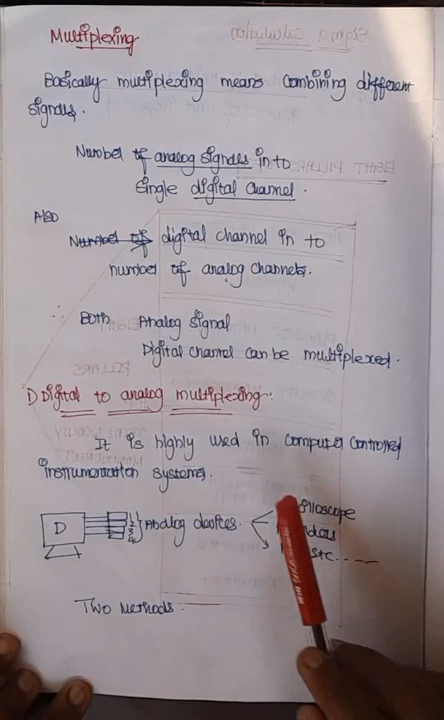 Multiplexing
Basically multiplexing means combining different
signals.
Number of analog signals in to
single digital channel.
Also
Number of digital channel in to
number of analog channels.
∴ Both Analog signal
Digital channel can be multiplexed.
1) Digital to analog multiplexing:
It is highly used in computer controlled
instrumentation systems.
D 1 2 3 4 } Analog devices.
etc....
Two Methods.